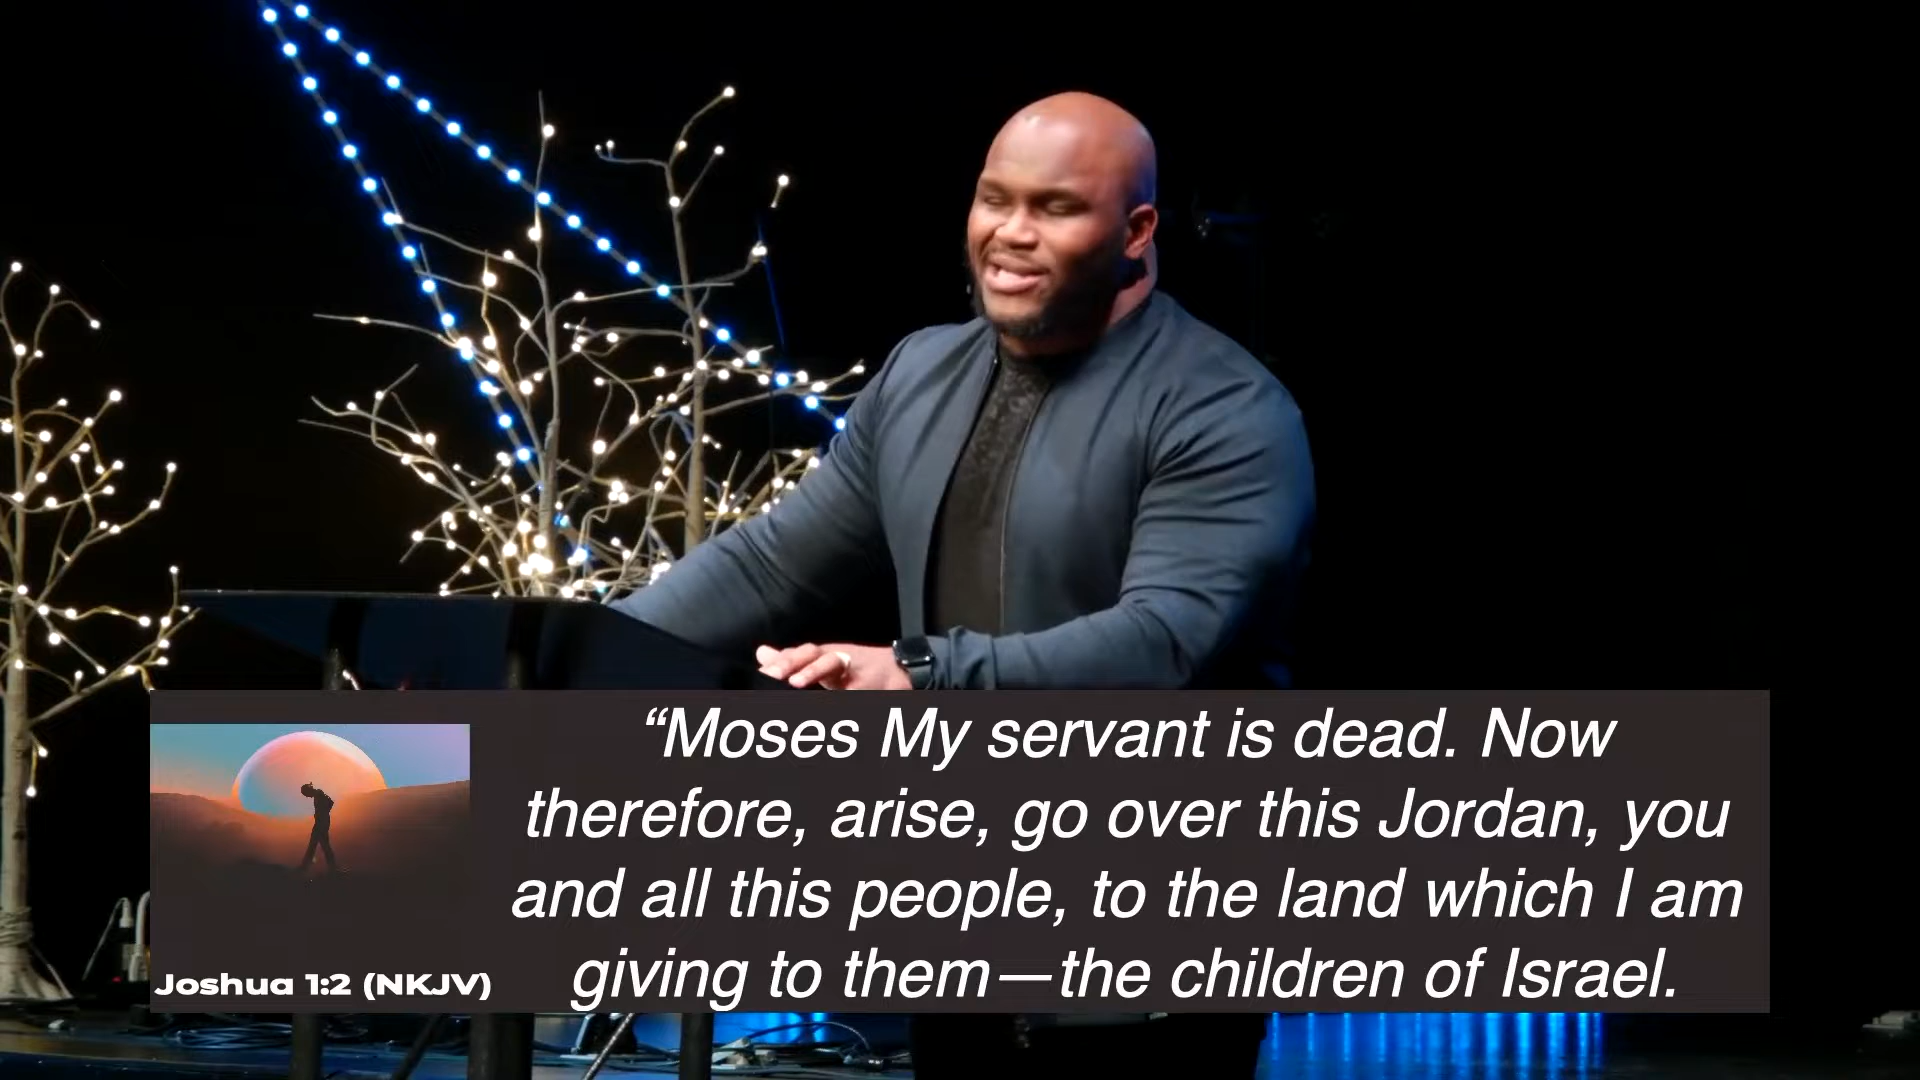 “Moses My servant is dead. Now
therefore, arise, go over this Jordan, you
and all this people, to the land which I am
giving to them—the children of Israel.
Joshua 1:2 (NKJV)